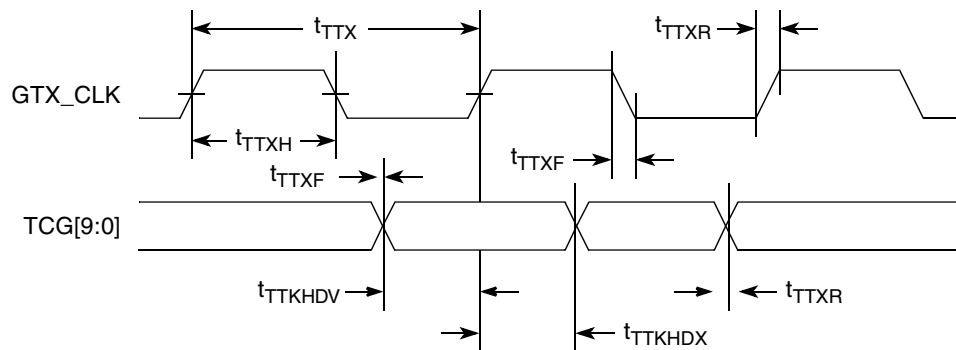 tTTX
tTTXR
GTX_CLK
tTTXH
tTTXF
tTTXF
TCG[9:0]
tTTKHDV
tTTXR
tTTKHDX